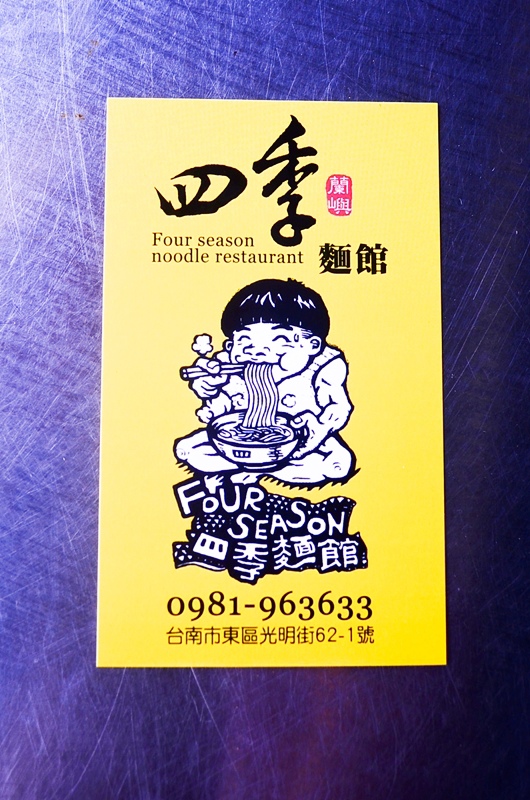 四季
蘭嶼
Four season
noodle restaurant
麵館
四季
FOUR
SEASON
四季麵館
0981-963633
台南市東區光明街62-1號